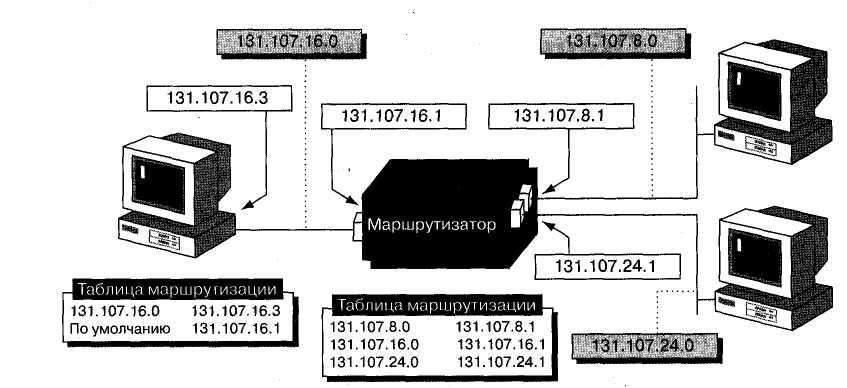 131.107.16.0
131.107.8.0
131.107.16.3
131.107.16.1
131.107.8.1
Маршрутизатор
131.107.24.1
Таблица маршрутизации
131.107.16.0 131.107.16.3
По умолчанию 131.107.16.1
Таблица маршрутизации
131.107.8.0 131.107.8.1
131.107.16.0 131.107.16.1
131.107.24.0 131.107.24.1
131.107.24.0